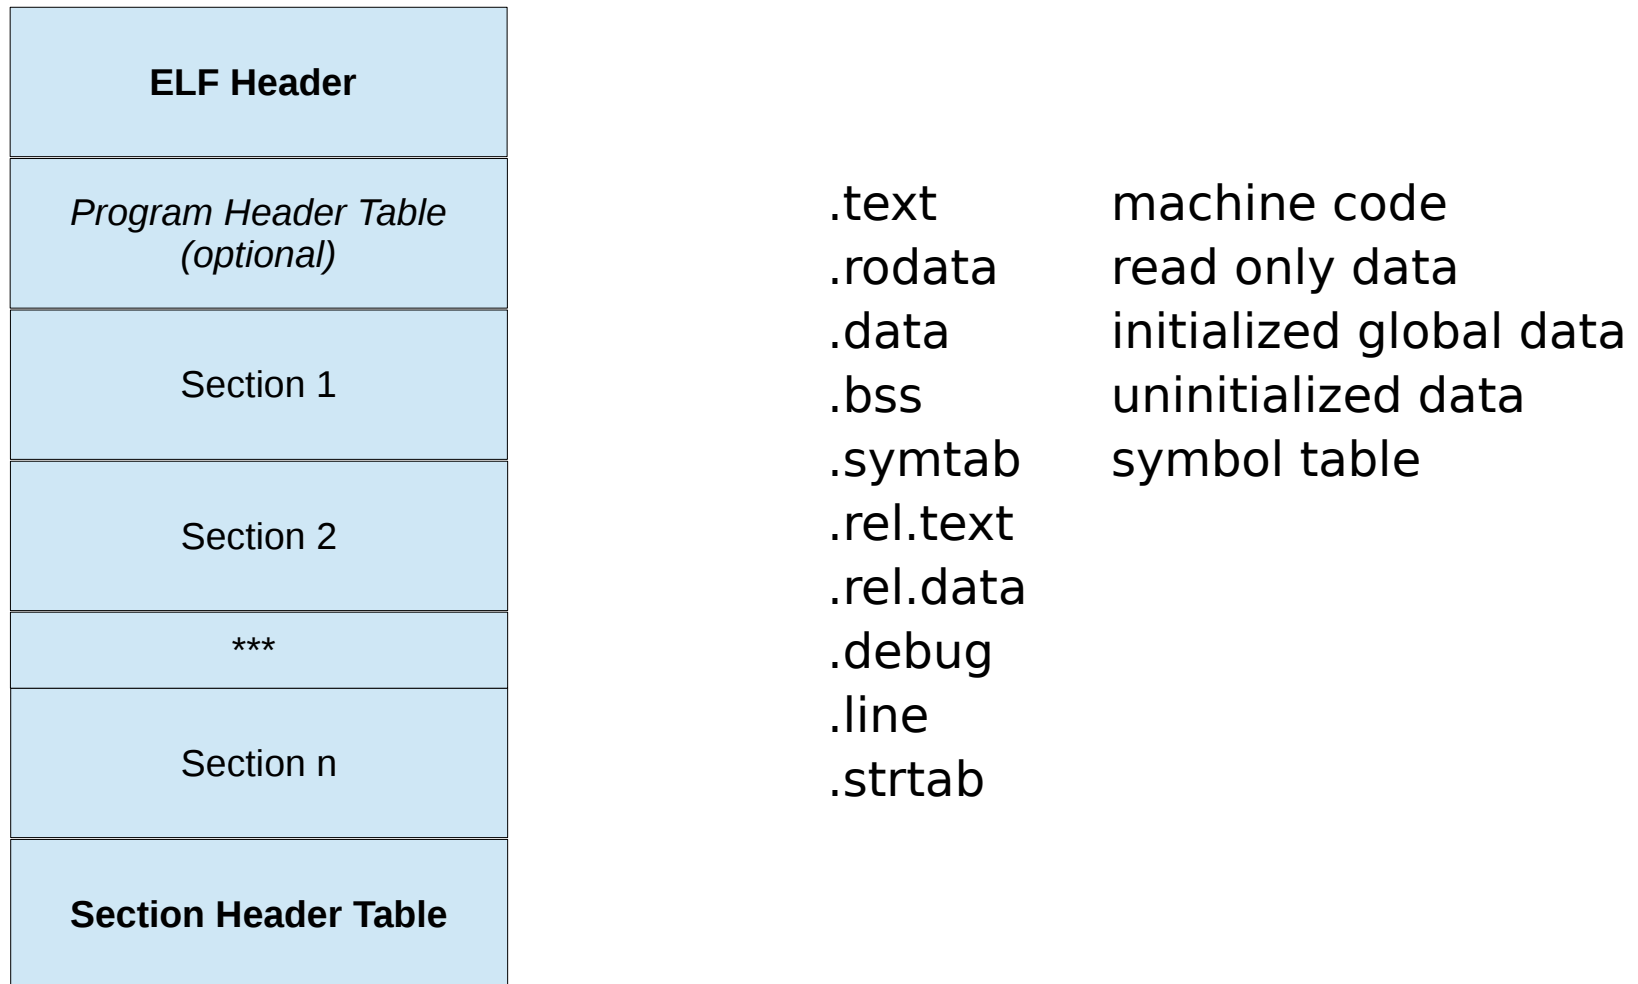 ELF Header
Program Header Table
(optional)
Section 1
Section 2
***
Section n
Section Header Table
.text machine code
.rodata read only data
.data initialized global data
.bss uninitialized data
.symtab symbol table
.rel.text
.rel.data
.debug
.line
.strtab